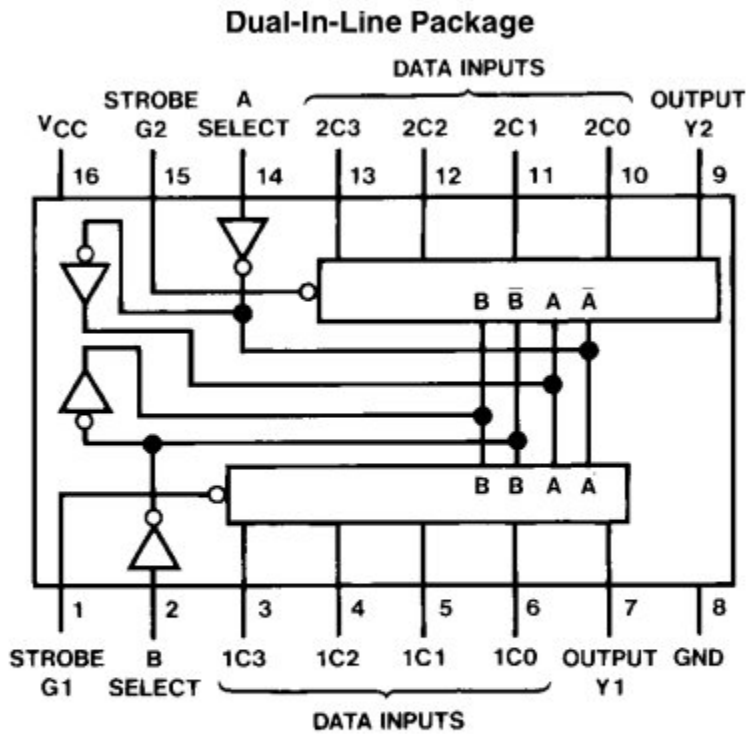 Dual-In-Line Package
DATA INPUTS
STROBE A OUTPUT
VCC G2 SELECT 2C3 2C2 2C1 2C0 Y2
16 15 14 13 12 11 10 9
B B̅ A A̅
B B A A
1 2 3 4 5 6 7 8
STROBE B 1C3 1C2 1C1 1C0 OUTPUT GND
G1 SELECT Y1
DATA INPUTS